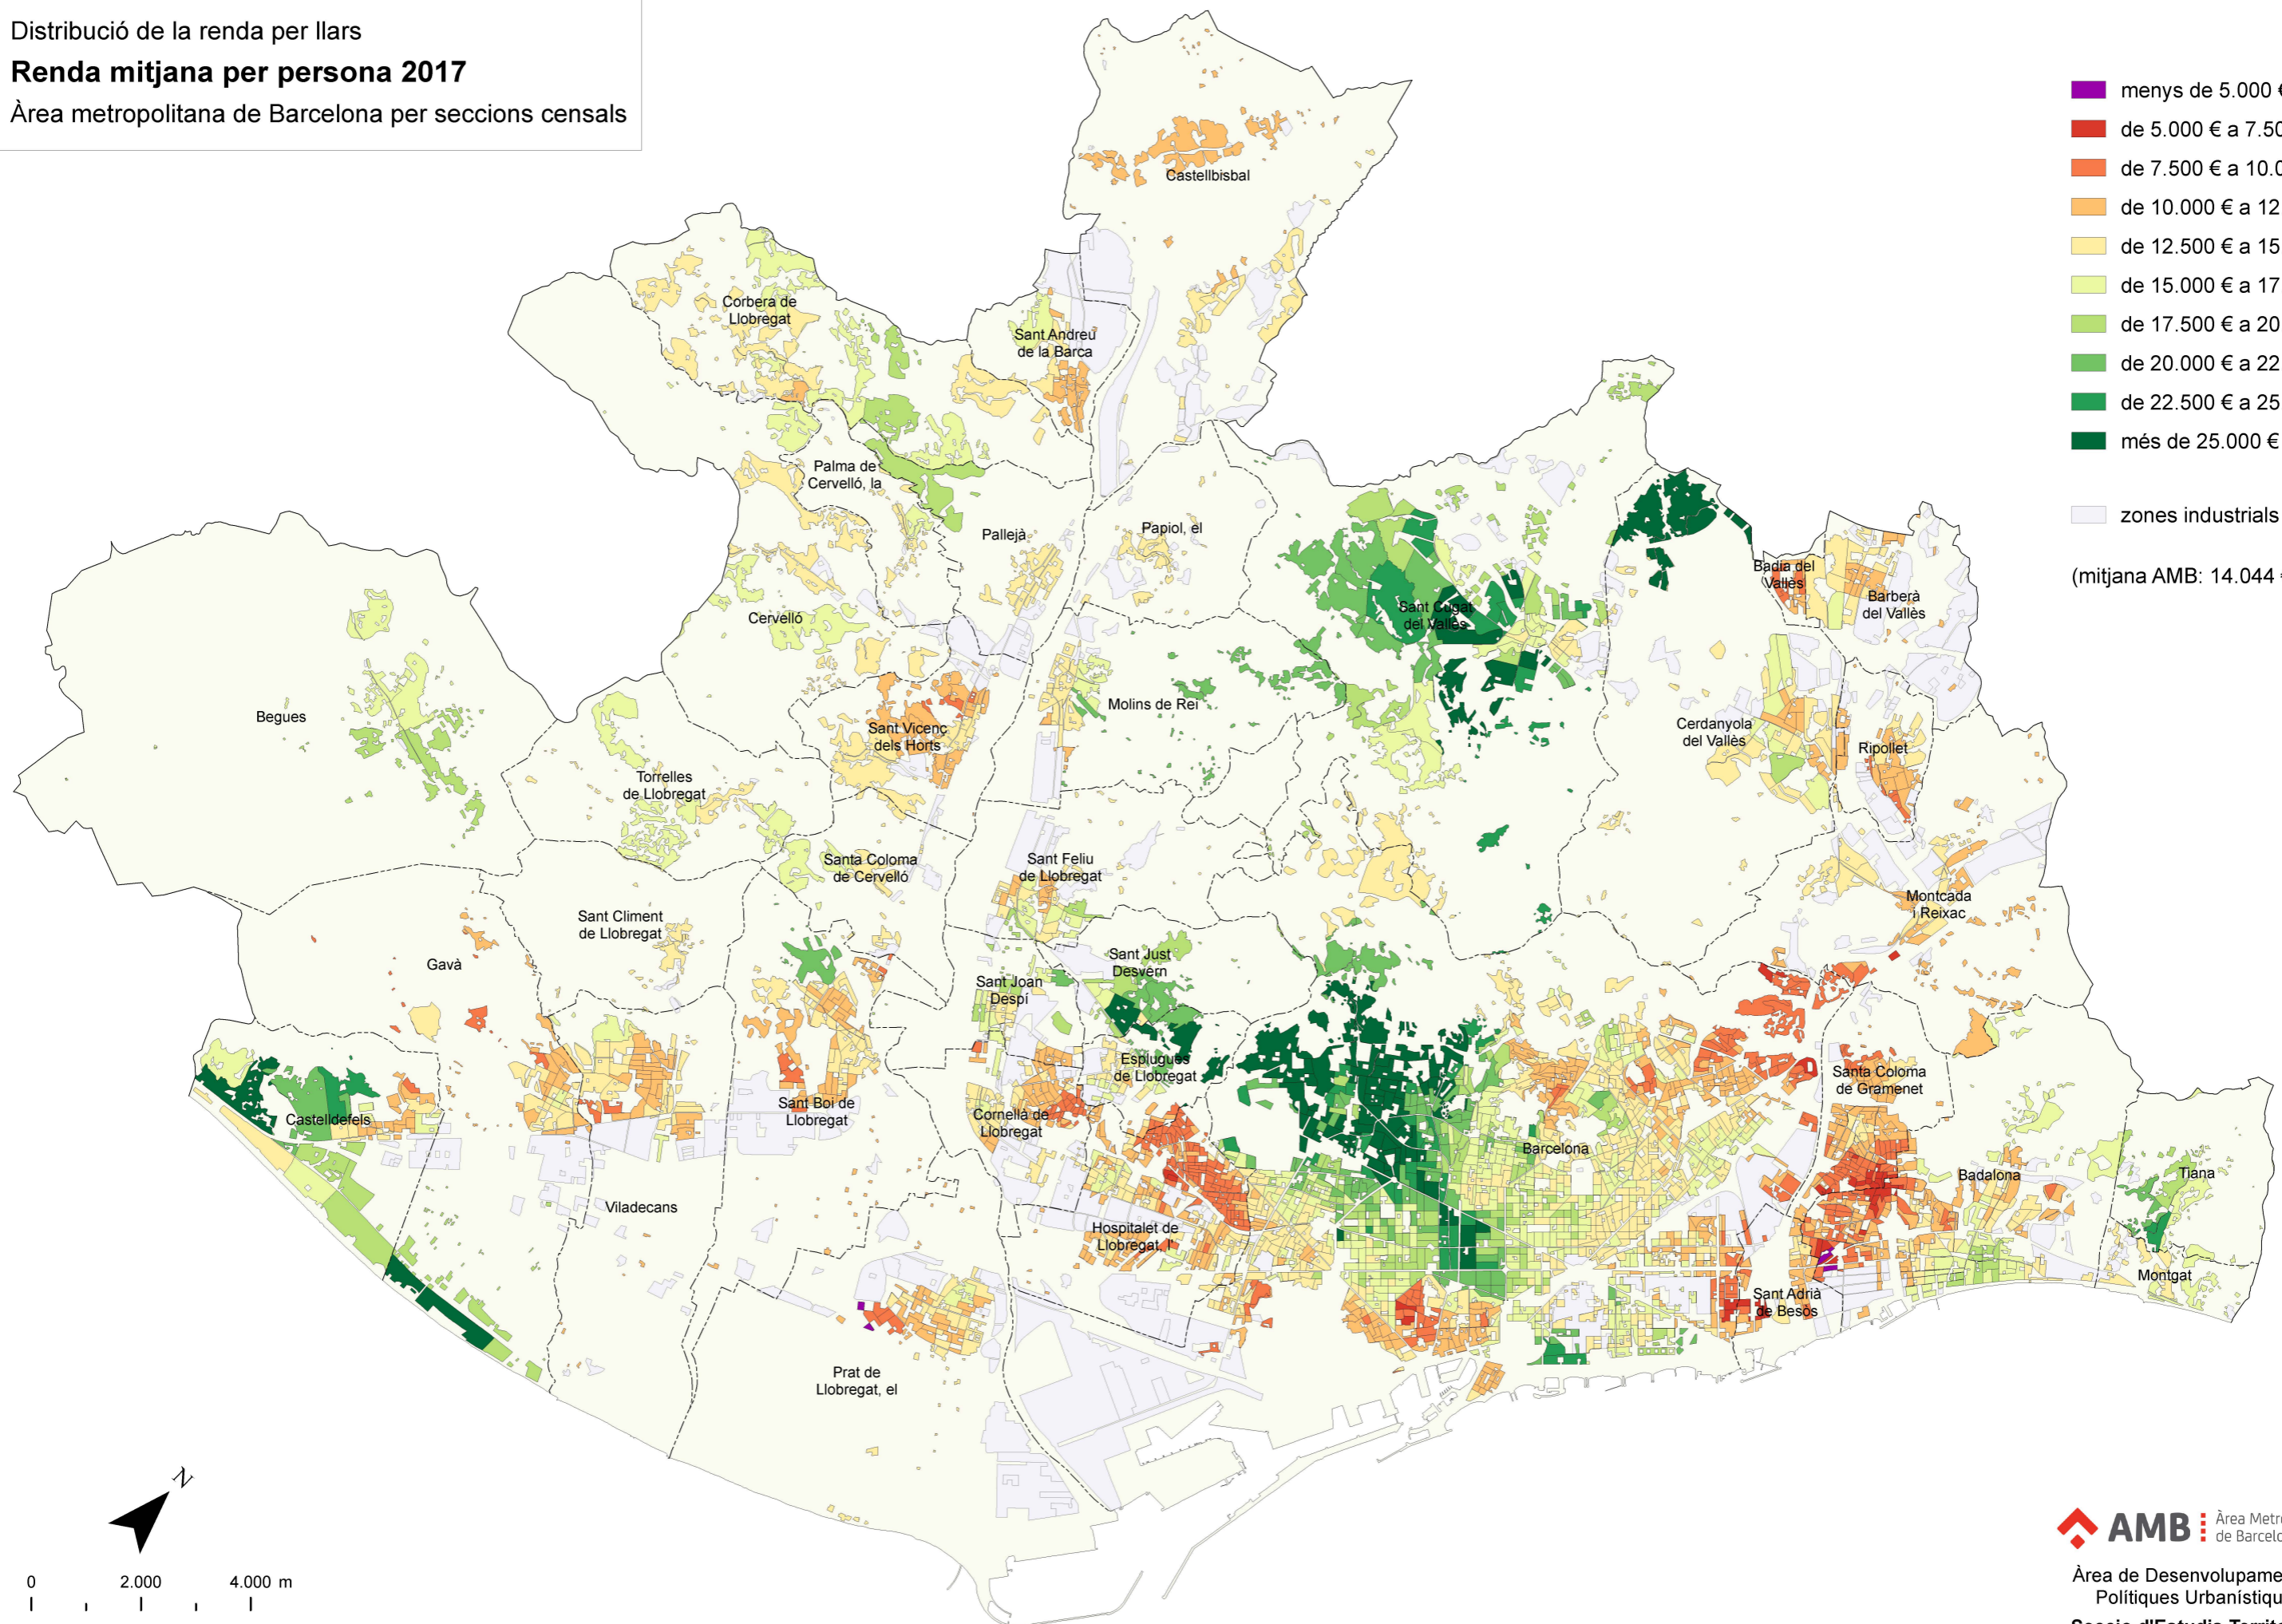 Distribució de la renda per llars
Renda mitjana per persona 2017
Àrea metropolitana de Barcelona per seccions censals
menys de 5.000 €
de 5.000 € a 7.50
de 7.500 € a 10.0
de 10.000 € a 12
de 12.500 € a 15
de 15.000 € a 17
de 17.500 € a 20
de 20.000 € a 22
de 22.500 € a 25
més de 25.000 €
zones industrials
(mitjana AMB: 14.044
Castellbisbal
Corbera de
Llobregat
Sant Andreu
de la Barca
Palma de
Cervelló, la
Pallejà
Papiol, el
Sant Cugat
del Vallès
Badia del
Vallès
Barberà
del Vallès
Cervelló
Begues
Molins de Rei
Sant Vicenç
dels Horts
Cerdanyola
del Vallès
Ripollet
Torrelles
de Llobregat
Santa Coloma
de Cervelló
Sant Feliu
de Llobregat
Montcada
i Reixac
Sant Climent
de Llobregat
Gavà
Sant Just
Desvern
Sant Joan
Despí
Esplugues
de Llobregat
Santa Coloma
de Gramenet
Castelldefels
Sant Boi de
Llobregat
Cornellà de
Llobregat
Barcelona
Badalona
Tiana
Viladecans
Hospitalet de
Llobregat, l'
Montgat
Sant Adrià
de Besòs
Prat de
Llobregat, el
N
0 2.000 4.000 m
AMB
Àrea Metro
de Barcelo
Àrea de Desenvolupame
Polítiques Urbanístiqu